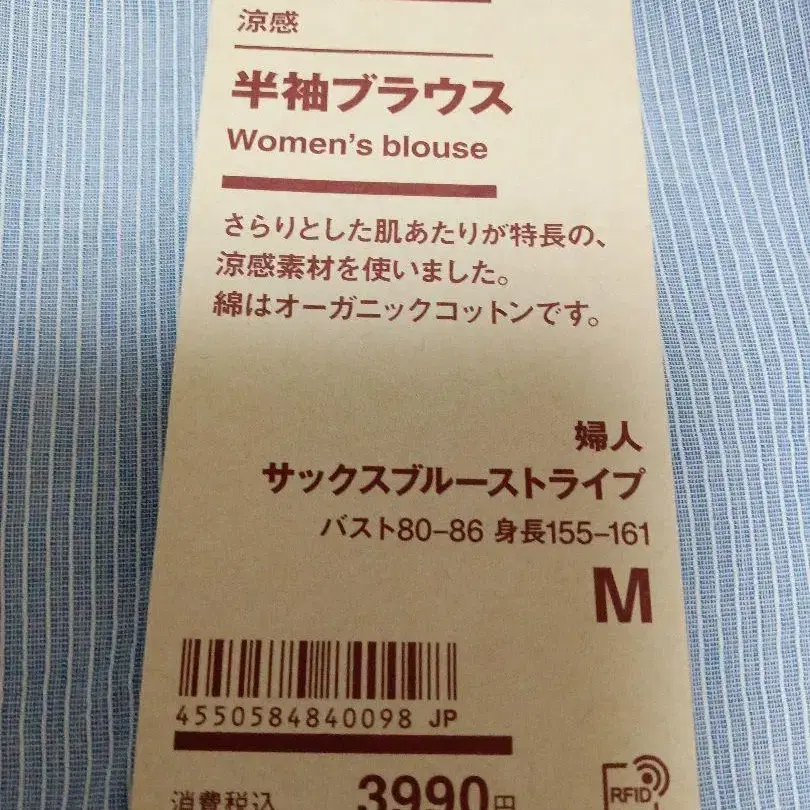 涼感
半袖ブラウス
Women's blouse
さらりとした肌あたりが特長の、
涼感素材を使いました。
綿はオーガニックコットンです。
婦人
サックスブルーストライプ
バスト80–86 身長155–161
M
4550584840098 JP
消費税込 3990円
RFID